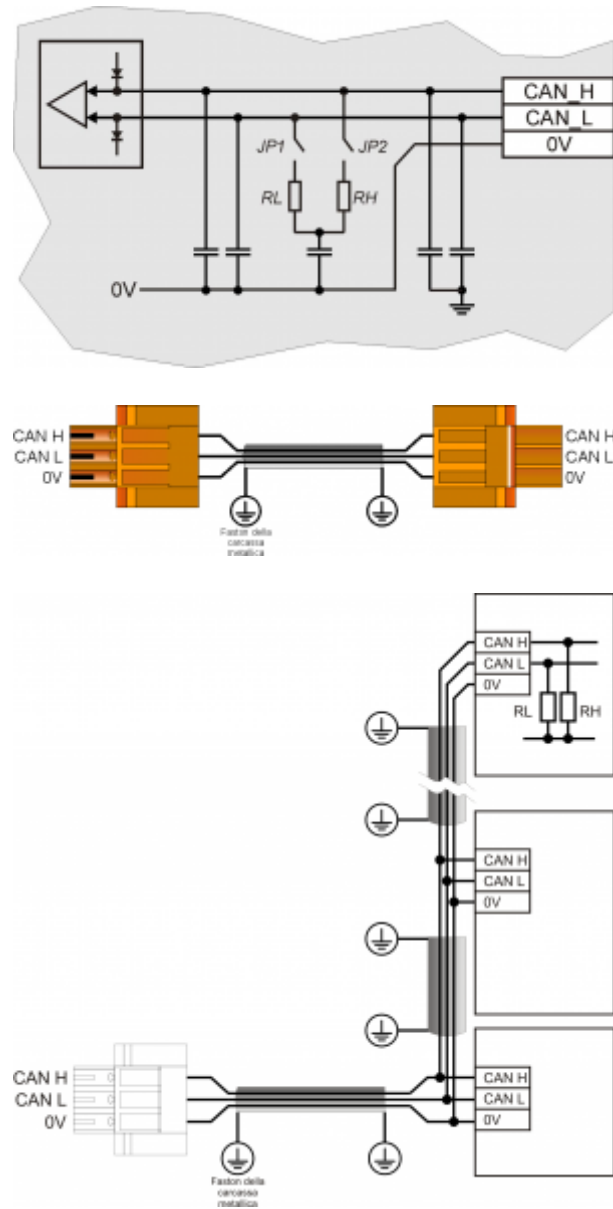 CAN_H
CAN_L
0V
JP1
JP2
RL
RH
0V
CAN H
CAN L
0V
CAN H
CAN L
0V
Faston della
carcassa
metallica
CAN H
CAN L
0V
RL
RH
CAN H
CAN L
0V
CAN H
CAN L
0V
CAN H
CAN L
0V
Faston della
carcassa
metallica